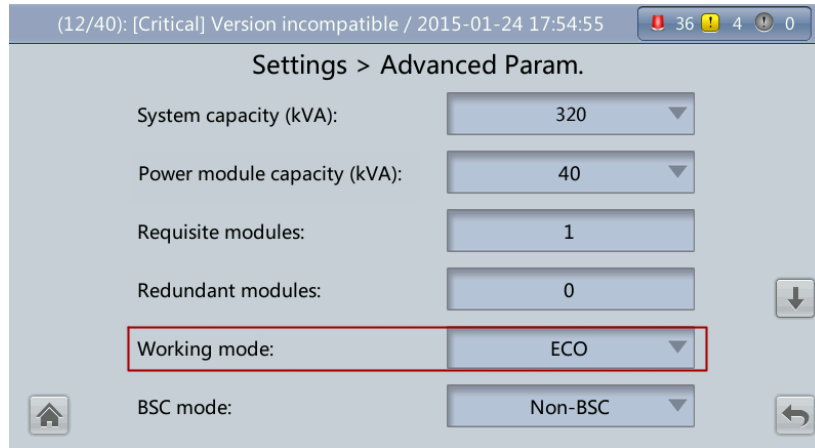 (12/40): [Critical] Version incompatible / 2015-01-24 17:54:55 36 ! 4 ! 0
Settings > Advanced Param.
System capacity (kVA): 320
Power module capacity (kVA): 40
Requisite modules: 1
Redundant modules: 0
Working mode: ECO
BSC mode: Non-BSC